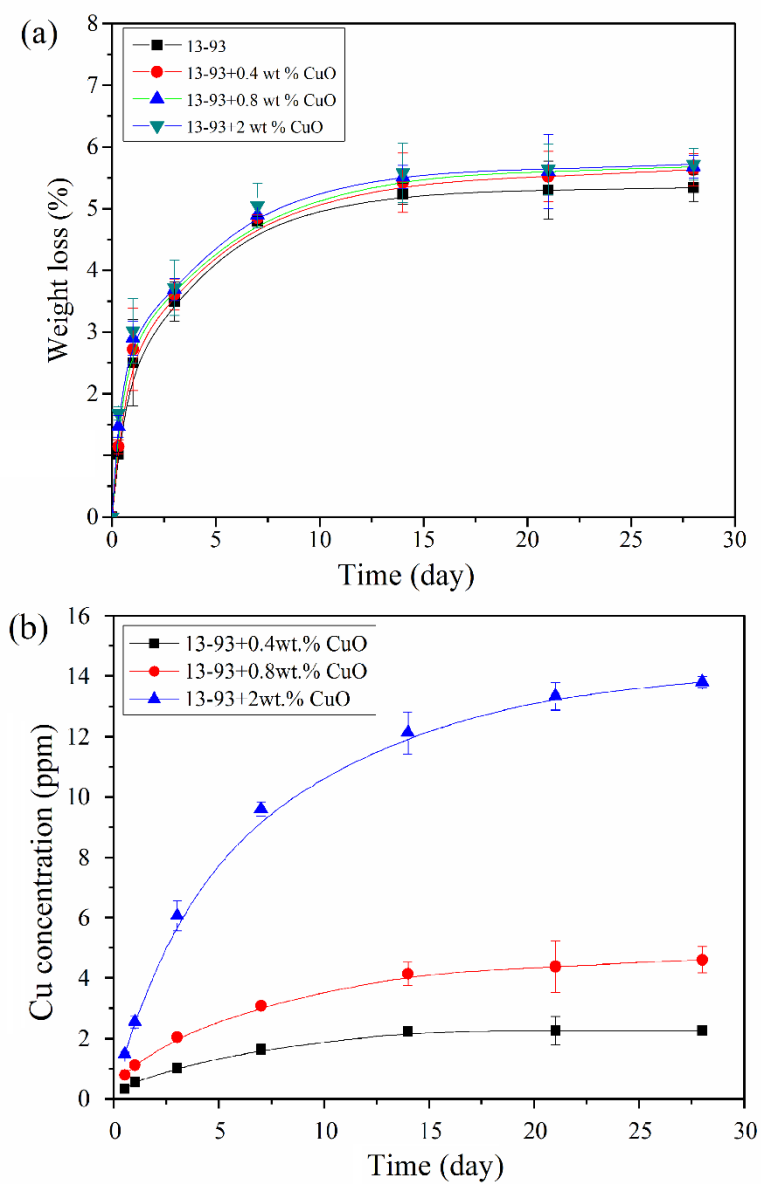 (a)
13-93
13-93+0.4 wt % CuO
13-93+0.8 wt % CuO
13-93+2 wt % CuO
Weight loss (%)
8
7
6
5
4
3
2
1
0
0 5 10 15 20 25 30
Time (day)
(b)
13-93+0.4wt.% CuO
13-93+0.8wt.% CuO
13-93+2wt.% CuO
Cu concentration (ppm)
16
14
12
10
8
6
4
2
0
0 5 10 15 20 25 30
Time (day)